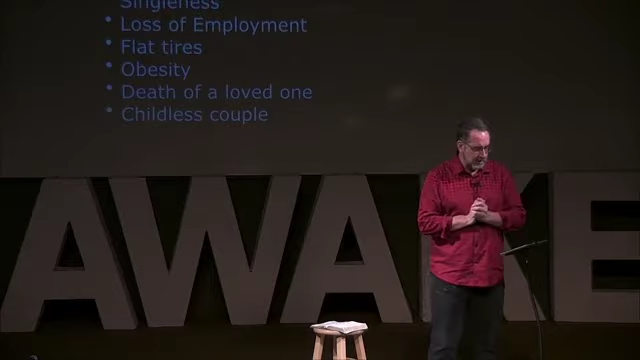 Singleness
• Loss of Employment
• Flat tires
• Obesity
• Death of a loved one
• Childless couple
AWAKE